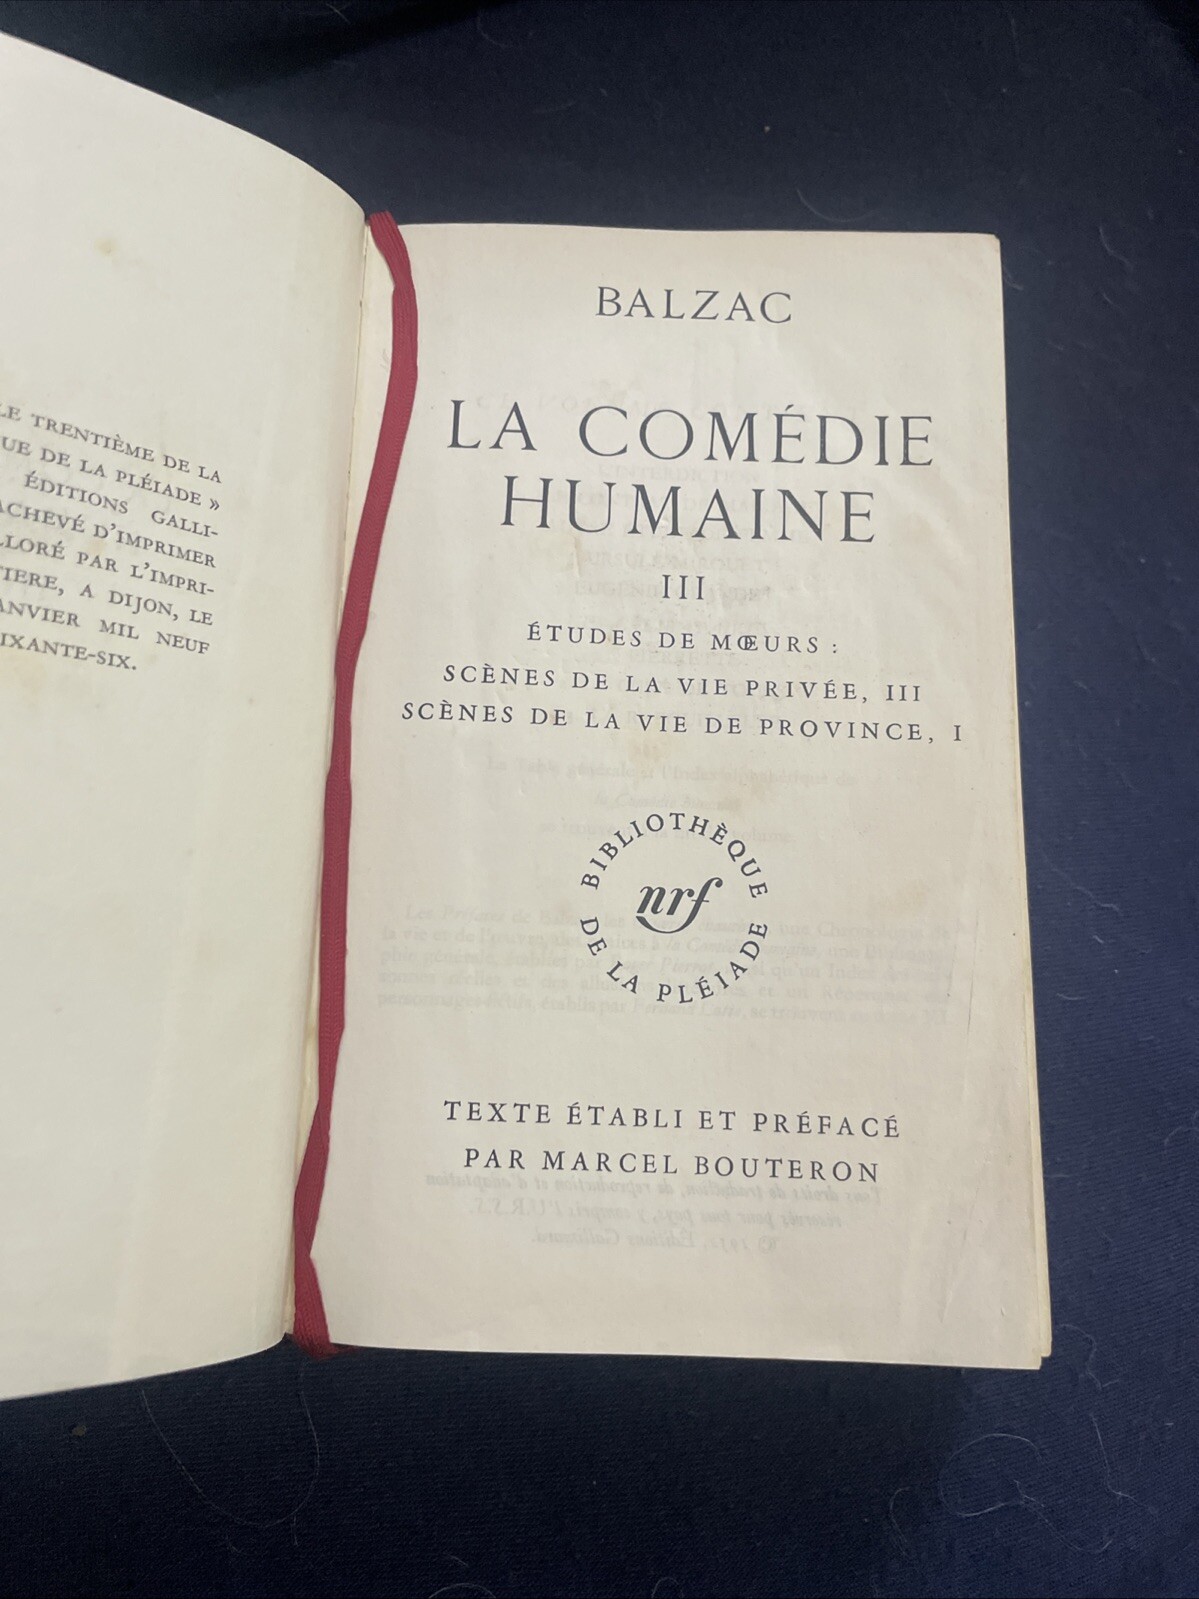 LE TRENTIÈME DE LA
QUE DE LA PLÉIADE »
ÉDITIONS GALLI-
ACHEVÉ D'IMPRIMER
PAR L'IMPRI-
A DIJON, LE
MIL NEUF
BALZAC
LA COMÉDIE
HUMAINE
III
ÉTUDES DE MŒURS :
SCÈNES DE LA VIE PRIVÉE, III
SCÈNES DE LA VIE DE PROVINCE, I
BIBLIOTHÈQUE
nrf
DE LA PLÉIADE
TEXTE ÉTABLI ET PRÉFACÉ
PAR MARCEL BOUTERON